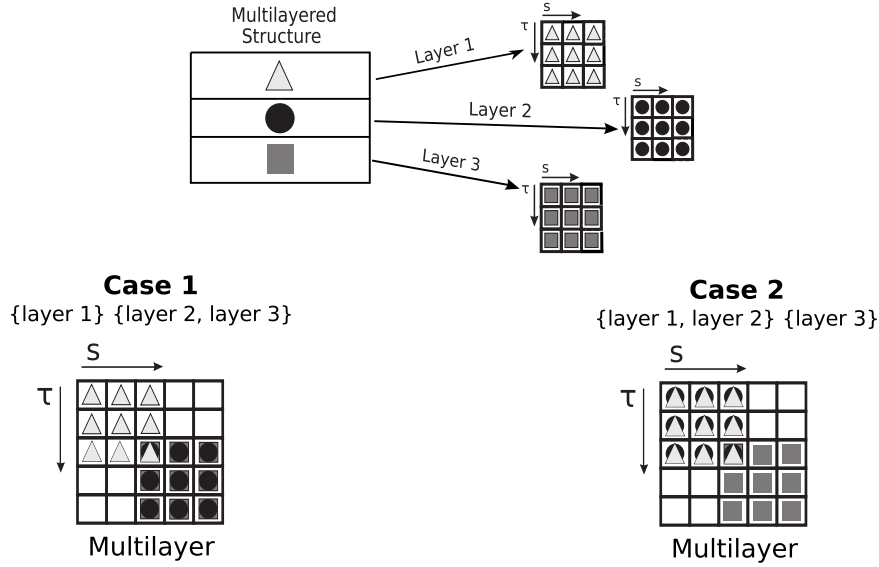 Multilayered
Structure
Layer 1
Layer 2
Layer 3
s
τ
s
τ
s
τ
Case 1
{layer 1} {layer 2, layer 3}
s
τ
Multilayer
Case 2
{layer 1, layer 2} {layer 3}
s
τ
Multilayer